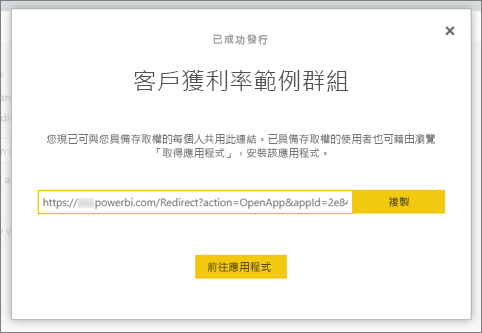 已成功發行
客戶獲利率範例群組
您現已可與您具備存取權的每個人共用此連結。已具備存取權的使用者也可藉由瀏覽
「取得應用程式」，安裝該應用程式。
https://powerbi.com/Redirect?action=OpenApp&appId=2e84
複製
前往應用程式